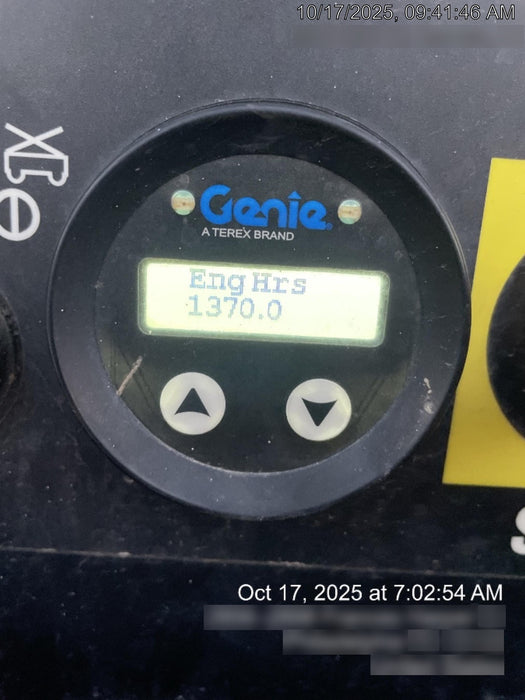 10/17/2025, 09:41:46 AM
Genie
A TEREX BRAND
Eng Hrs
1370.0
Oct 17, 2025 at 7:02:54 AM